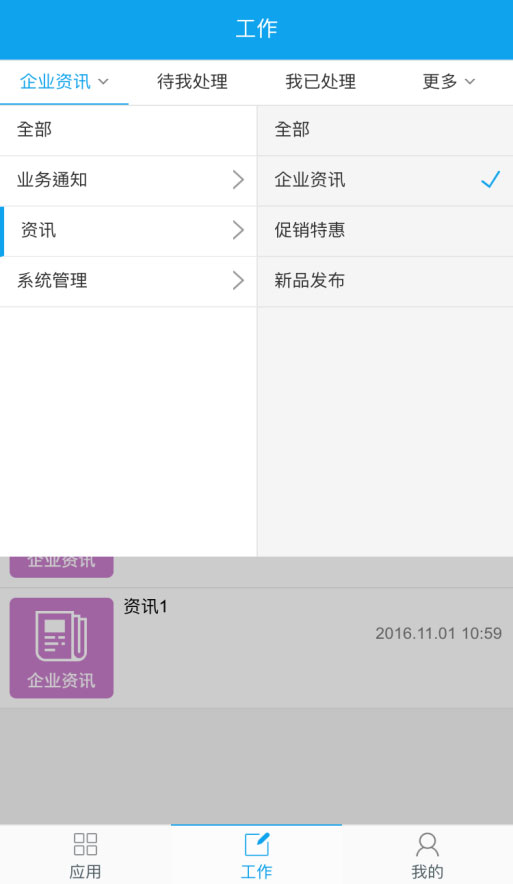 工作
企业资讯 待我处理 我已处理 更多
全部
业务通知
资讯
系统管理
全部
企业资讯
促销特惠
新品发布
企业资讯
资讯1
2016.11.01 10:59
企业资讯
应用 工作 我的